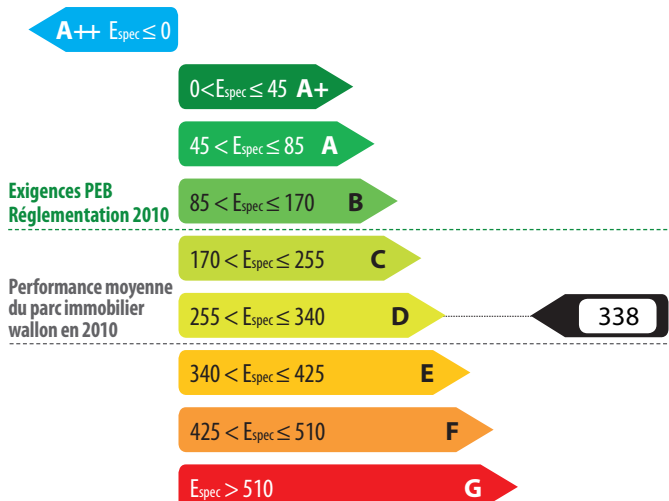 A++ Espec ≤ 0
0 < Espec ≤ 45 A+
45 < Espec ≤ 85 A
Exigences PEB
Réglementation 2010
85 < Espec ≤ 170 B
170 < Espec ≤ 255 C
Performance moyenne
du parc immobilier
wallon en 2010
255 < Espec ≤ 340 D
338
340 < Espec ≤ 425 E
425 < Espec ≤ 510 F
Espec > 510 G